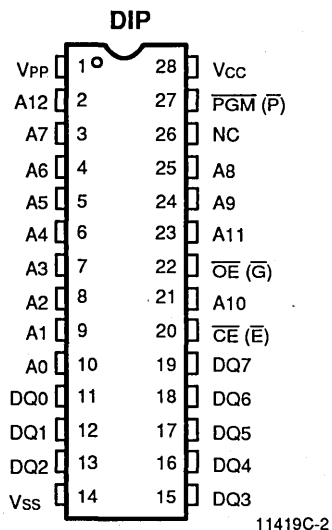 DIP
VPP 1 28 VCC
A12 2 27 PGM (P)
A7 3 26 NC
A6 4 25 A8
A5 5 24 A9
A4 6 23 A11
A3 7 22 OE (G)
A2 8 21 A10
A1 9 20 CE (E)
A0 10 19 DQ7
DQ0 11 18 DQ6
DQ1 12 17 DQ5
DQ2 13 16 DQ4
VSS 14 15 DQ3
11419C-2